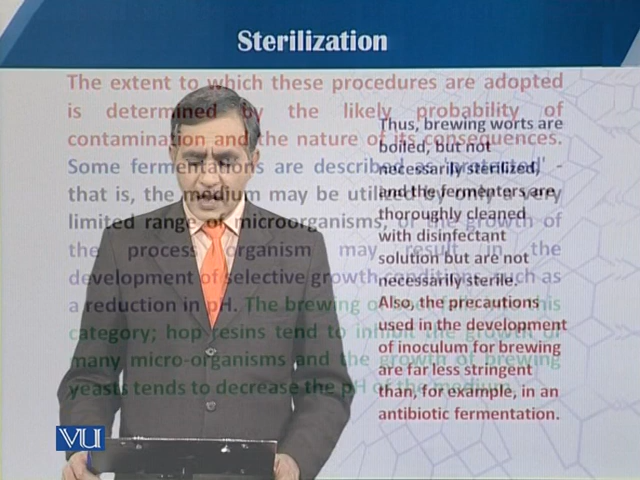 Sterilization
The extent to which these procedures are adopted
is determined by the likely probability of
contamination and the nature of its consequences.
Some fermentations are described as 'protected' -
that is, the medium may be utilized by only a very
limited range of microorganisms, or the growth of
the process organism may result in the
development of selective growth conditions, such as
a reduction in pH. The brewing of beer falls into this
category; hop resins tend to inhibit the growth of
many micro-organisms and the growth of brewing
yeasts tends to decrease the pH of the medium.
Thus, brewing worts are
boiled, but not
necessarily sterilized,
and the fermenters are
thoroughly cleaned
with disinfectant
solution but are not
necessarily sterile.
Also, the precautions
used in the development
of inoculum for brewing
are far less stringent
than, for example, in an
antibiotic fermentation.
VU